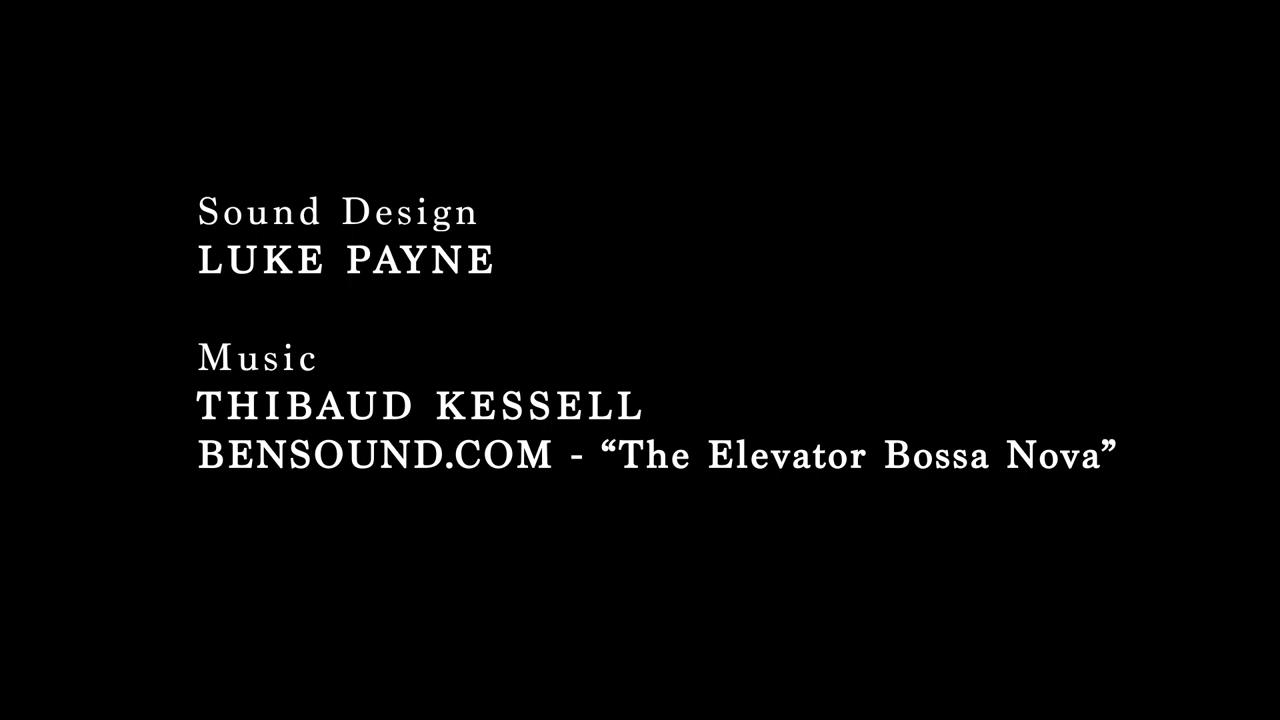 Sound Design
LUKE PAYNE
Music
THIBAUD KESSELL
BENSOUND.COM - “The Elevator Bossa Nova”